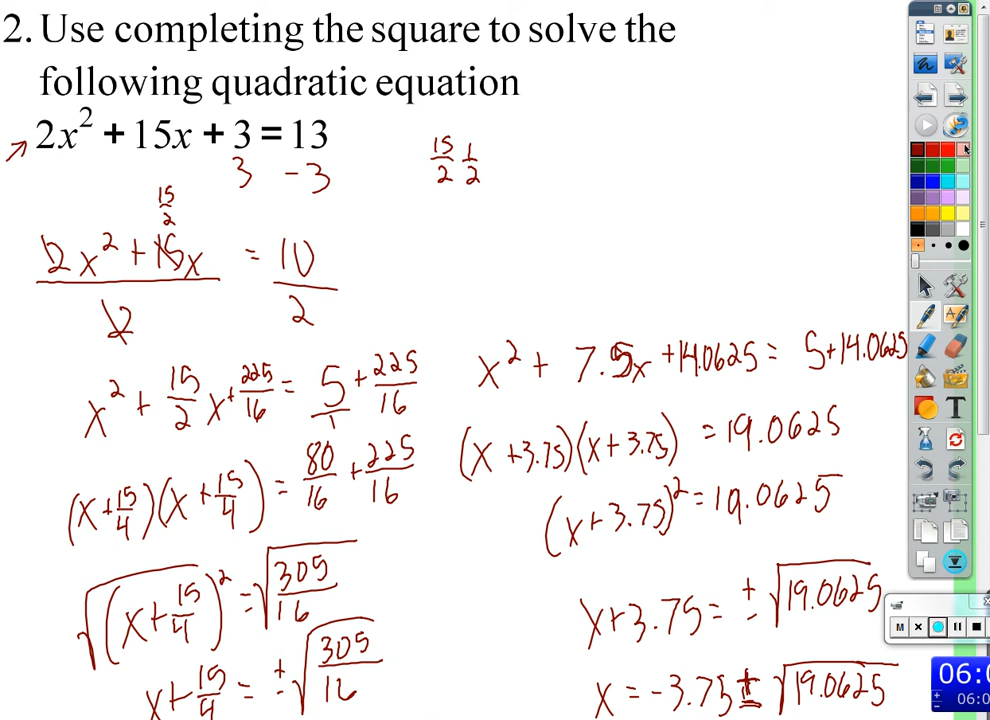 2. Use completing the square to solve the
following quadratic equation
2x² + 15x + 3 = 13
3 - 3
15/2 1/2
15/2
2x² + 15x = 10
2 2
x² + 15/2 x + 225/16 = 5/1 + 225/16
(x + 15/4)(x + 15/4) = 80/16 + 225/16
√(x + 15/4)² = √305/16
x + 15/4 = ± √305/16
x² + 7.5x + 14.0625 = 5 + 14.0625
(x + 3.75)(x + 3.75) = 19.0625
(x + 3.75)² = 19.0625
x + 3.75 = ± √19.0625
x = -3.75 ± √19.0625
T
M
06:0
06:0